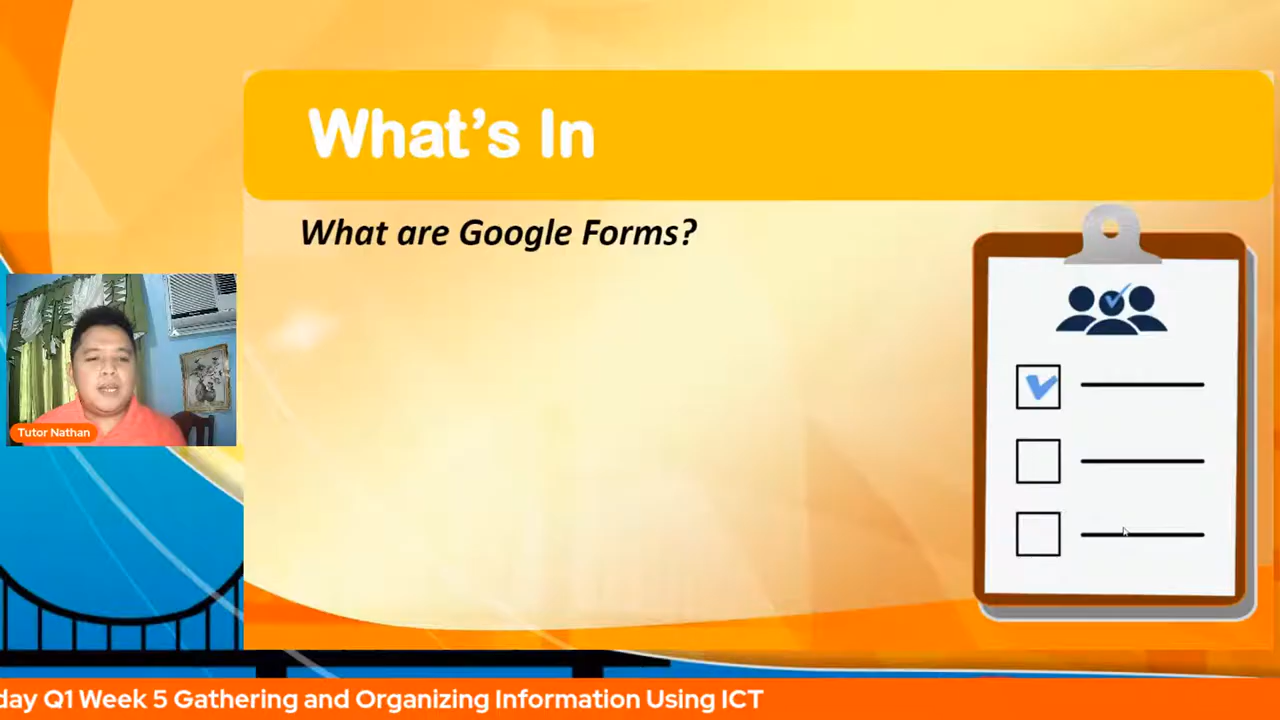 What's In
What are Google Forms?
Tutor Nathan
day Q1 Week 5 Gathering and Organizing Information Using ICT